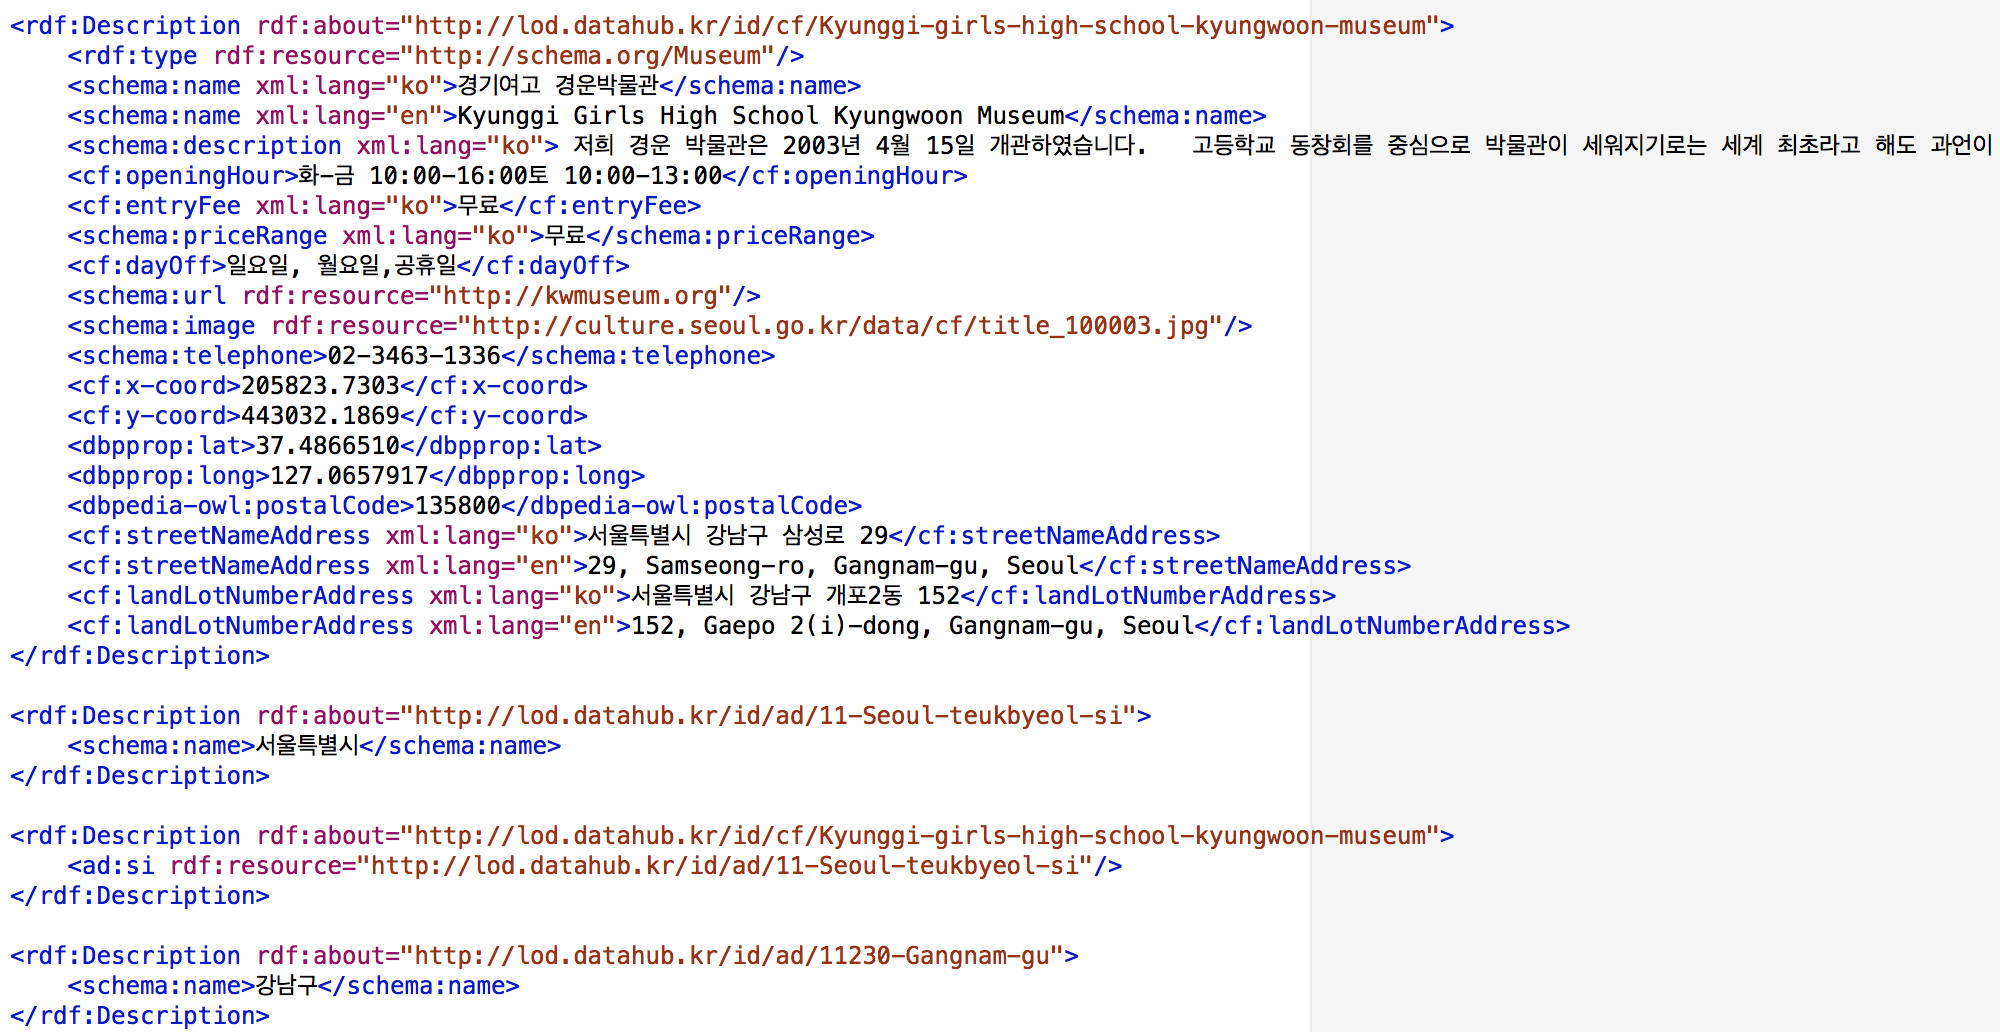 <rdf:Description rdf:about="http://lod.datahub.kr/id/cf/Kyunggi-girls-high-school-kyungwoon-museum">
    <rdf:type rdf:resource="http://schema.org/Museum"/>
    <schema:name xml:lang="ko">경기여고 경운박물관</schema:name>
    <schema:name xml:lang="en">Kyunggi Girls High School Kyungwoon Museum</schema:name>
    <schema:description xml:lang="ko"> 저희 경운 박물관은 2003년 4월 15일 개관하였습니다.   고등학교 동창회를 중심으로 박물관이 세워지기로는 세계 최초라고 해도 과언이
    <cf:openingHour>화-금 10:00-16:00토 10:00-13:00</cf:openingHour>
    <cf:entryFee xml:lang="ko">무료</cf:entryFee>
    <schema:priceRange xml:lang="ko">무료</schema:priceRange>
    <cf:dayOff>일요일, 월요일,공휴일</cf:dayOff>
    <schema:url rdf:resource="http://kwmuseum.org"/>
    <schema:image rdf:resource="http://culture.seoul.go.kr/data/cf/title_100003.jpg"/>
    <schema:telephone>02-3463-1336</schema:telephone>
    <cf:x-coord>205823.7303</cf:x-coord>
    <cf:y-coord>443032.1869</cf:y-coord>
    <dbpprop:lat>37.4866510</dbpprop:lat>
    <dbpprop:long>127.0657917</dbpprop:long>
    <dbpedia-owl:postalCode>135800</dbpedia-owl:postalCode>
    <cf:streetNameAddress xml:lang="ko">서울특별시 강남구 삼성로 29</cf:streetNameAddress>
    <cf:streetNameAddress xml:lang="en">29, Samseong-ro, Gangnam-gu, Seoul</cf:streetNameAddress>
    <cf:landLotNumberAddress xml:lang="ko">서울특별시 강남구 개포2동 152</cf:landLotNumberAddress>
    <cf:landLotNumberAddress xml:lang="en">152, Gaepo 2(i)-dong, Gangnam-gu, Seoul</cf:landLotNumberAddress>
</rdf:Description>

<rdf:Description rdf:about="http://lod.datahub.kr/id/ad/11-Seoul-teukbyeol-si">
    <schema:name>서울특별시</schema:name>
</rdf:Description>

<rdf:Description rdf:about="http://lod.datahub.kr/id/cf/Kyunggi-girls-high-school-kyungwoon-museum">
    <ad:si rdf:resource="http://lod.datahub.kr/id/ad/11-Seoul-teukbyeol-si"/>
</rdf:Description>

<rdf:Description rdf:about="http://lod.datahub.kr/id/ad/11230-Gangnam-gu">
    <schema:name>강남구</schema:name>
</rdf:Description>